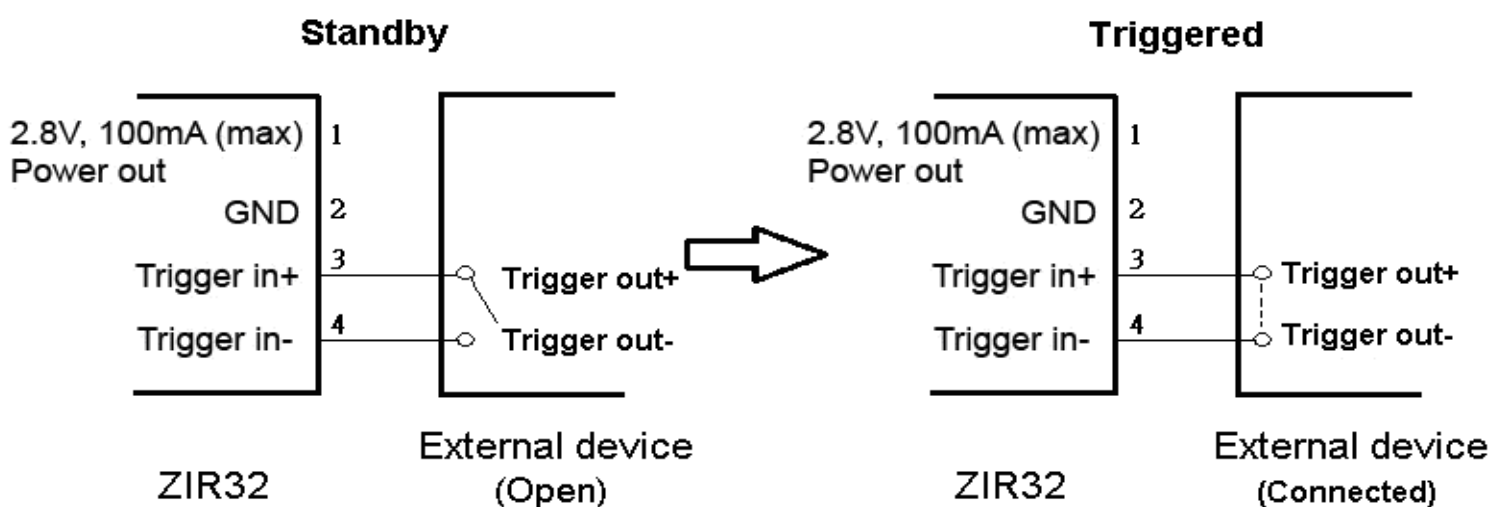 Standby
2.8V, 100mA (max) 1
Power out
GND 2
Trigger in+ 3
Trigger out+
Trigger in- 4
Trigger out-
External device
(Open)
ZIR32
Triggered
2.8V, 100mA (max) 1
Power out
GND 2
Trigger in+ 3
Trigger out+
Trigger in- 4
Trigger out-
External device
(Connected)
ZIR32